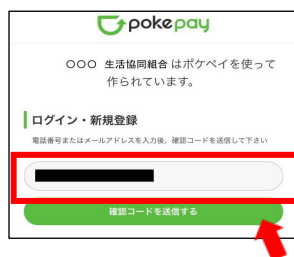 pokepay
○○○ 生活協同組合 はポケペイを使って
作られています。
ログイン・新規登録
電話番号またはメールアドレスを入力後、確認コードを送信して下さい
確認コードを送信する